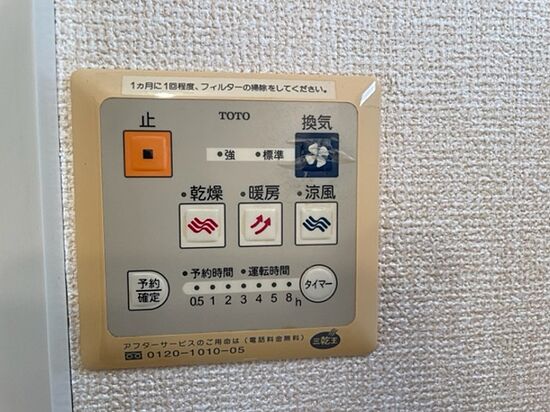 1ヵ月に1回程度、フィルターの掃除をしてください。
止 TOTO 換気
強 標準
乾燥 暖房 涼風
予約確定
予約時間 運転時間
タイマー
0.5 1 2 3 4 5 6 8 h
アフターサービスのご用命は(電話料金無料)
0120-1010-05
三乾王